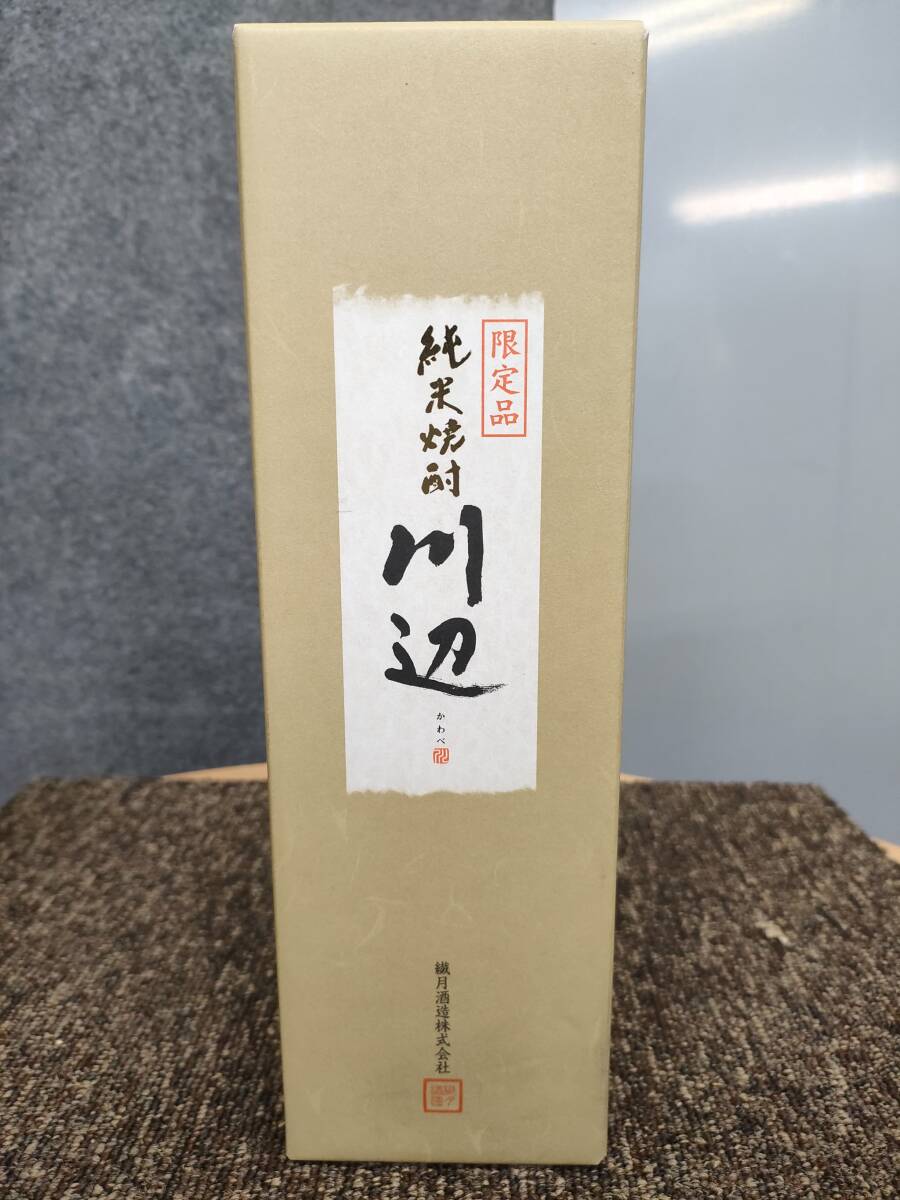 限定品
純米焼酎
川辺
かわべ
繊月酒造株式会社